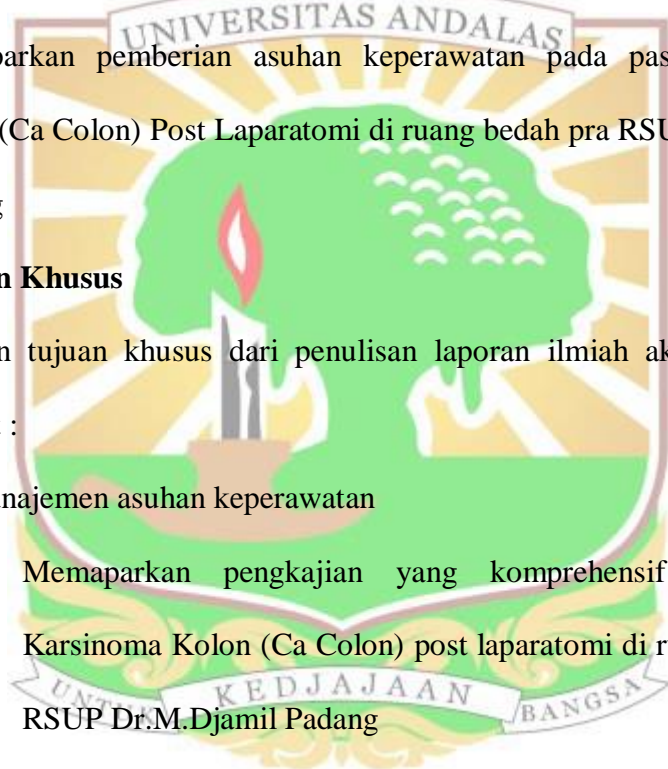 UNIVERSITAS ANDALAS
parkan pemberian asuhan keperawatan pada pas
(Ca Colon) Post Laparatomi di ruang bedah pra RSU
g
n Khusus
n tujuan khusus dari penulisan laporan ilmiah ak
:
najemen asuhan keperawatan
Memaparkan pengkajian yang komprehensif
Karsinoma Kolon (Ca Colon) post laparatomi di r
RSUP Dr.M.Djamil Padang
UNTUK KEDJAJAAN BANGSA